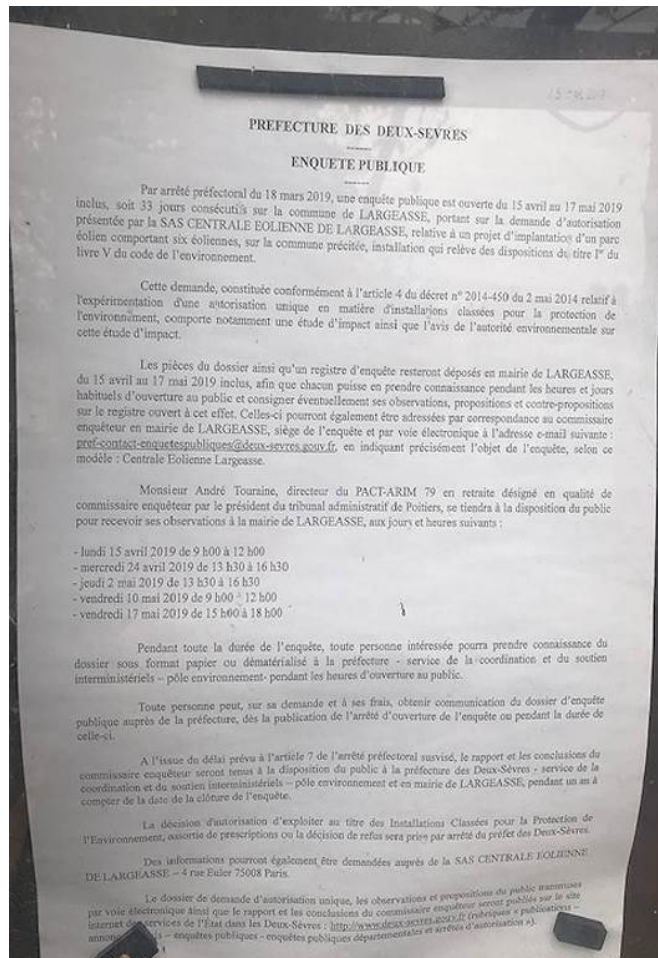 PREFECTURE DES DEUX-SEVRES
ENQUETE PUBLIQUE
Par arrêté préfectoral du 18 mars 2019, une enquête publique est ouverte du 15 avril au 17 mai 2019
inclus, soit 33 jours consécutifs sur la commune de LARGEASSE, portant sur la demande d'autorisation
présentée par la SAS CENTRALE EOLIENNE DE LARGEASSE, relative à un projet d'implantation d'un parc
éolien comportant six éoliennes, sur la commune précitée, installation qui relève des dispositions du titre Iᵉʳ du
livre V du code de l'environnement.
Cette demande, constituée conformément à l'article 4 du décret n° 2014-450 du 2 mai 2014 relatif à
l'expérimentation d'une autorisation unique en matière d'installations classées pour la protection de
l'environnement, comporte notamment une étude d'impact ainsi que l'avis de l'autorité environnementale sur
cette étude d'impact.
Les pièces du dossier ainsi qu'un registre d'enquête resteront déposés en mairie de LARGEASSE,
du 15 avril au 17 mai 2019 inclus, afin que chacun puisse en prendre connaissance pendant les heures et jours
habituels d'ouverture au public et consigner éventuellement ses observations, propositions et contre-propositions
sur le registre ouvert à cet effet. Celles-ci pourront également être adressées par correspondance au commissaire
enquêteur en mairie de LARGEASSE, siège de l'enquête et par voie électronique à l'adresse e-mail suivante :
pref-contact-enquetespubliques@deux-sevres.gouv.fr, en indiquant précisément l'objet de l'enquête, selon ce
modèle : Centrale Eolienne Largeasse.
Monsieur André Touraine, directeur du PACT-ARIM 79 en retraite désigné en qualité de
commissaire enquêteur par le président du tribunal administratif de Poitiers, se tiendra à la disposition du public
pour recevoir ses observations à la mairie de LARGEASSE, aux jours et heures suivants :
- lundi 15 avril 2019 de 9 h00 à 12 h00
- mercredi 24 avril 2019 de 13 h30 à 16 h30
- jeudi 2 mai 2019 de 13 h30 à 16 h30
- vendredi 10 mai 2019 de 9 h00 à 12 h00
- vendredi 17 mai 2019 de 15 h00 à 18 h00
Pendant toute la durée de l'enquête, toute personne intéressée pourra prendre connaissance du
dossier sous format papier ou dématérialisé à la préfecture - service de la coordination et du soutien
interministériels – pôle environnement- pendant les heures d'ouverture au public.
Toute personne peut, sur sa demande et à ses frais, obtenir communication du dossier d'enquête
publique auprès de la préfecture, dès la publication de l'arrêté d'ouverture de l'enquête ou pendant la durée de
celle-ci.
A l'issue du délai prévu à l'article 7 de l'arrêté préfectoral susvisé, le rapport et les conclusions du
commissaire enquêteur seront tenus à la disposition du public à la préfecture des Deux-Sèvres - service de la
coordination et du soutien interministériels – pôle environnement et en mairie de LARGEASSE, pendant un an à
compter de la date de la clôture de l'enquête.
La décision d'autorisation d'exploiter au titre des Installations Classées pour la Protection de
l'Environnement, assortie de prescriptions ou la décision de refus sera prise par arrêté du préfet des Deux-Sèvres.
Des informations pourront également être demandées auprès de la SAS CENTRALE EOLIENNE
DE LARGEASSE – 4 rue Euler 75008 Paris.
Le dossier de demande d'autorisation unique, les observations et propositions du public transmises
par voie électronique ainsi que le rapport et les conclusions du commissaire enquêteur seront publiés sur le site
internet services de l'État dans les Deux-Sèvres : http://www.deux-sevres.gouv.fr (rubriques « publications –
– enquêtes publiques - enquêtes publiques départementales et arrêtés d'autorisation »).